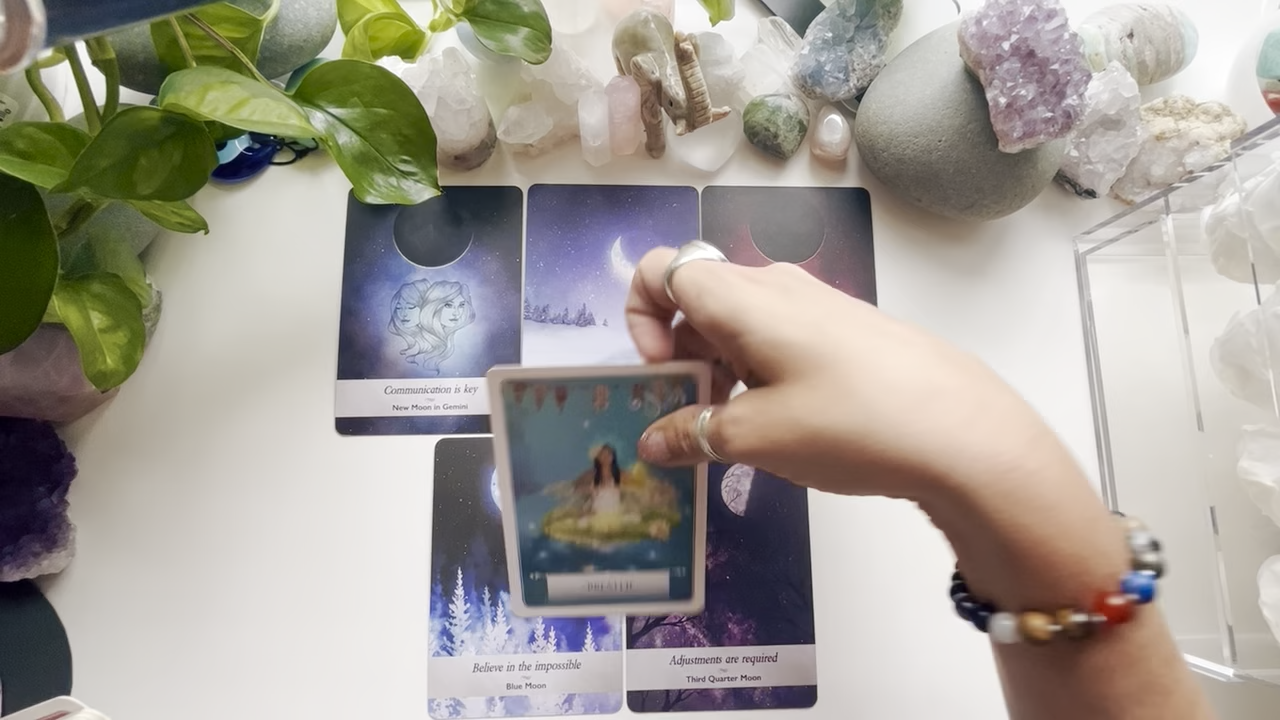 Communication is key
New Moon in Gemini
BREATH
Believe in the impossible
Blue Moon
Adjustments are required
Third Quarter Moon